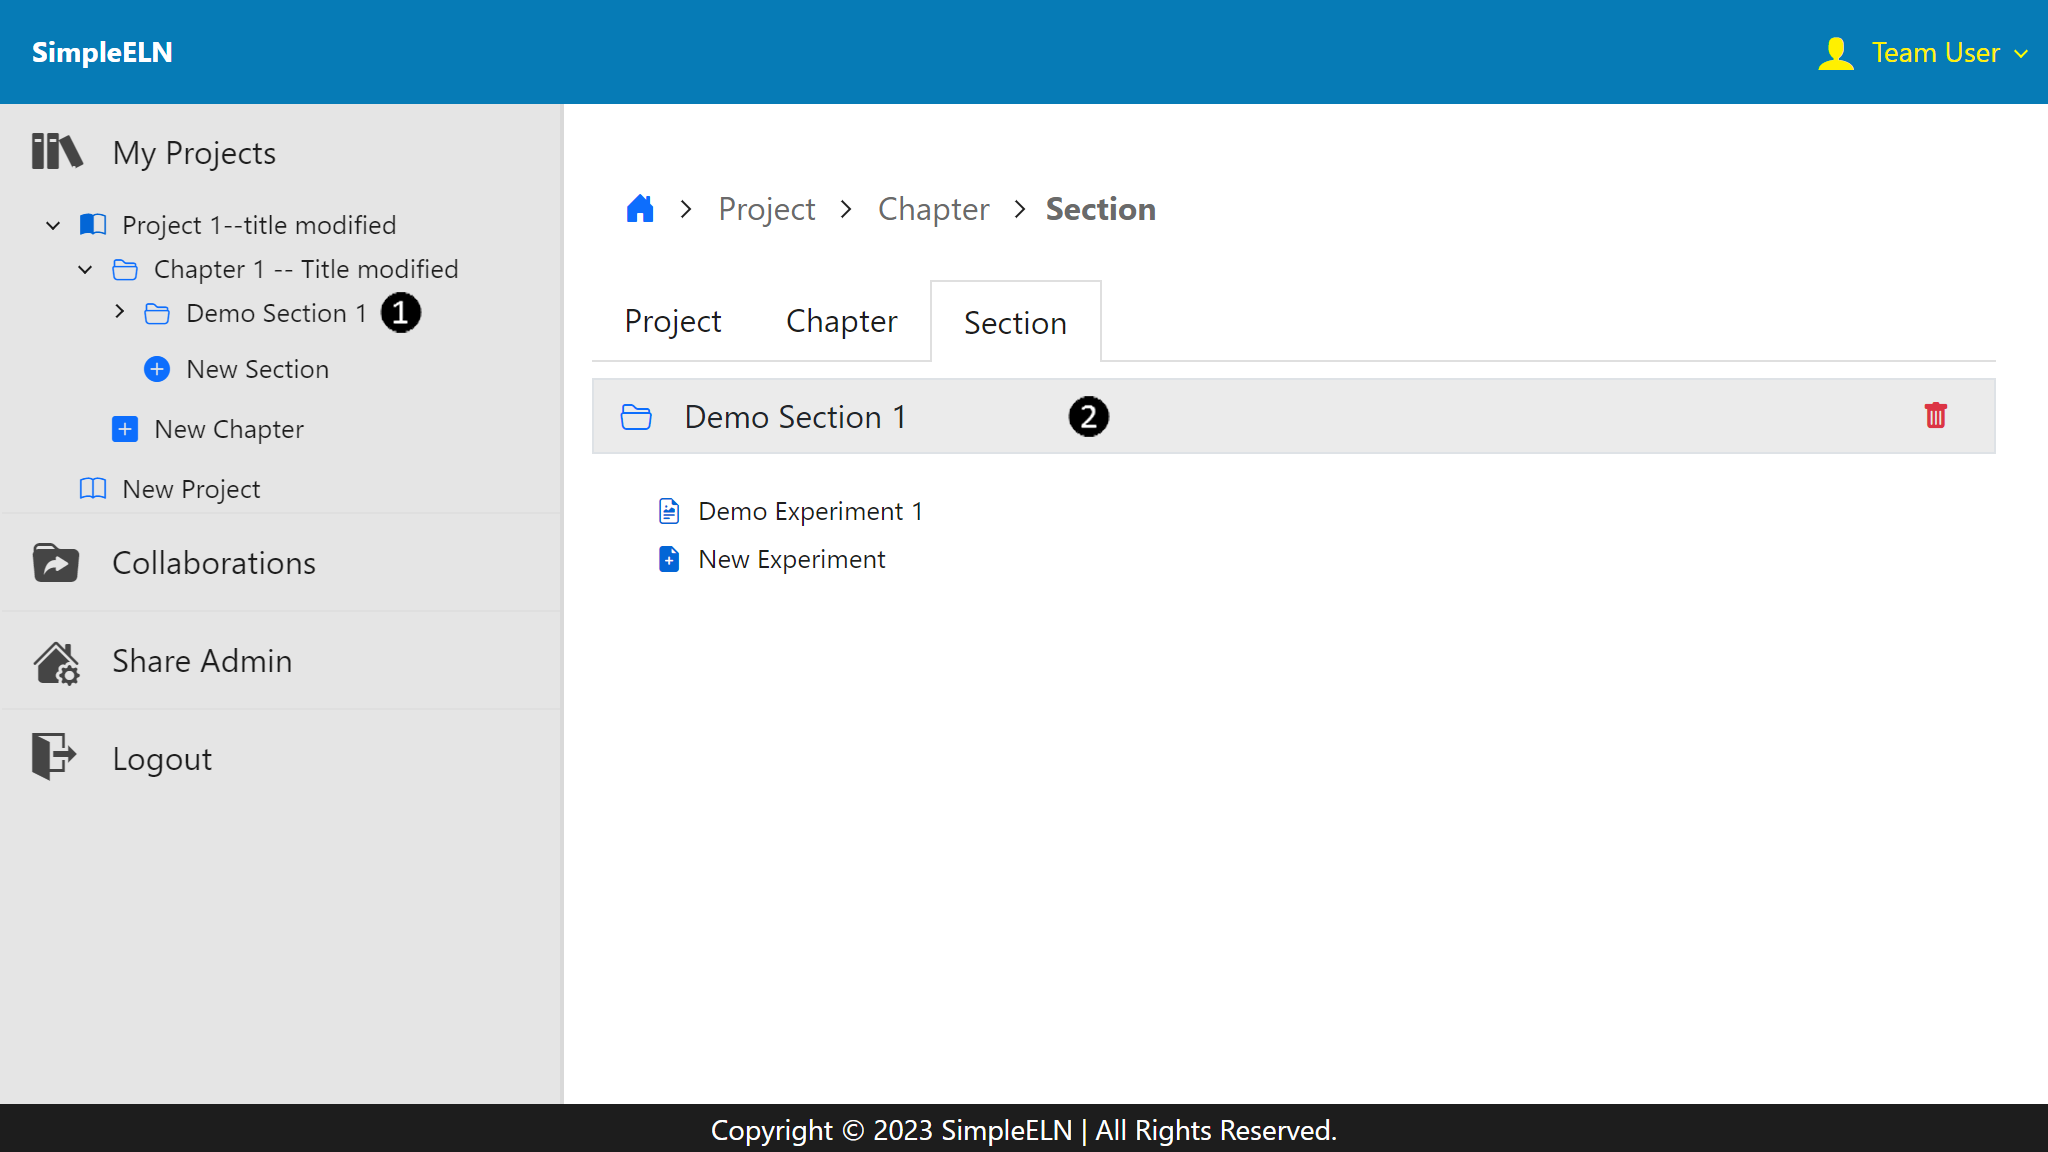 SimpleELN
Team User
My Projects
Project 1--title modified
Chapter 1 -- Title modified
Demo Section 1 1
New Section
New Chapter
New Project
Collaborations
Share Admin
Logout
Project Chapter Section
Project Chapter Section
Demo Section 1 2
Demo Experiment 1
New Experiment
Copyright © 2023 SimpleELN | All Rights Reserved.